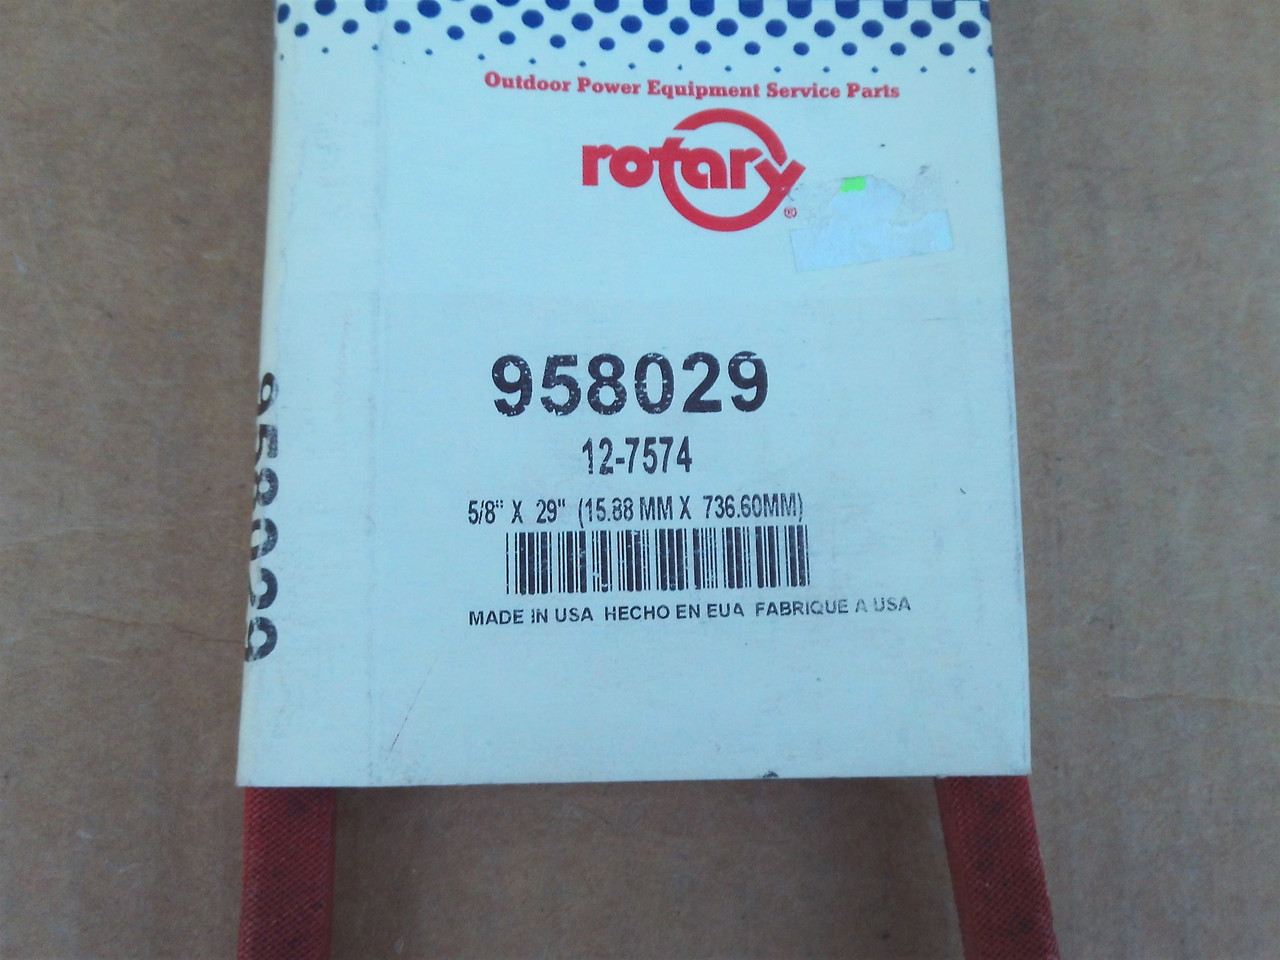 Outdoor Power Equipment Service Parts
rotary®
958029
12-7574
5/8" X 29" (15.88 MM X 736.60MM)
MADE IN USA HECHO EN EUA FABRIQUE A USA
958029